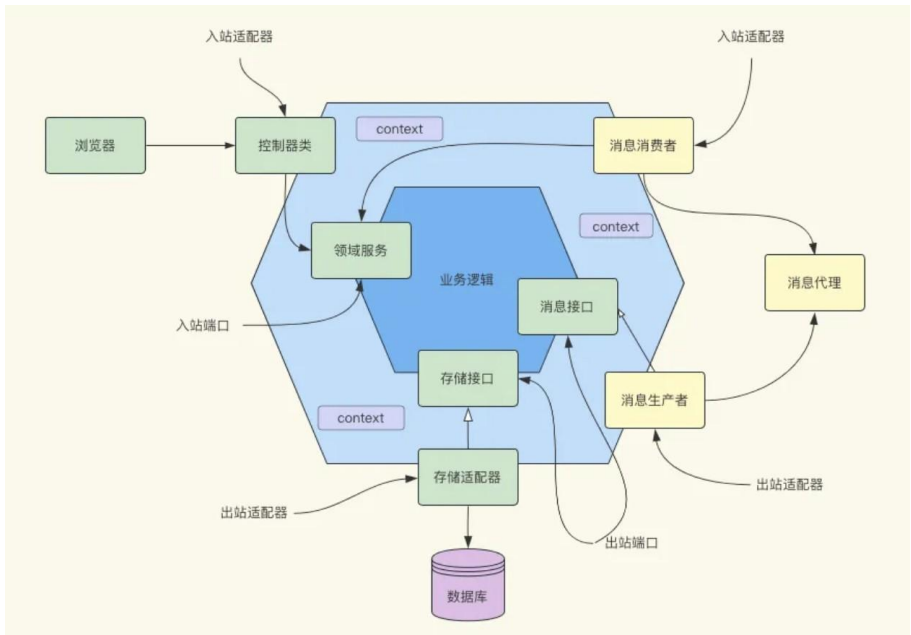 入站适配器
入站适配器
浏览器
控制器类
context
消息消费者
context
领域服务
业务逻辑
消息代理
消息接口
入站端口
存储接口
消息生产者
context
存储适配器
出站适配器
出站适配器
出站端口
数据库